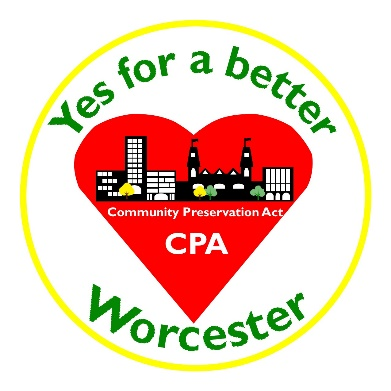 Yes for a better
Community Preservation Act
CPA
Worcester